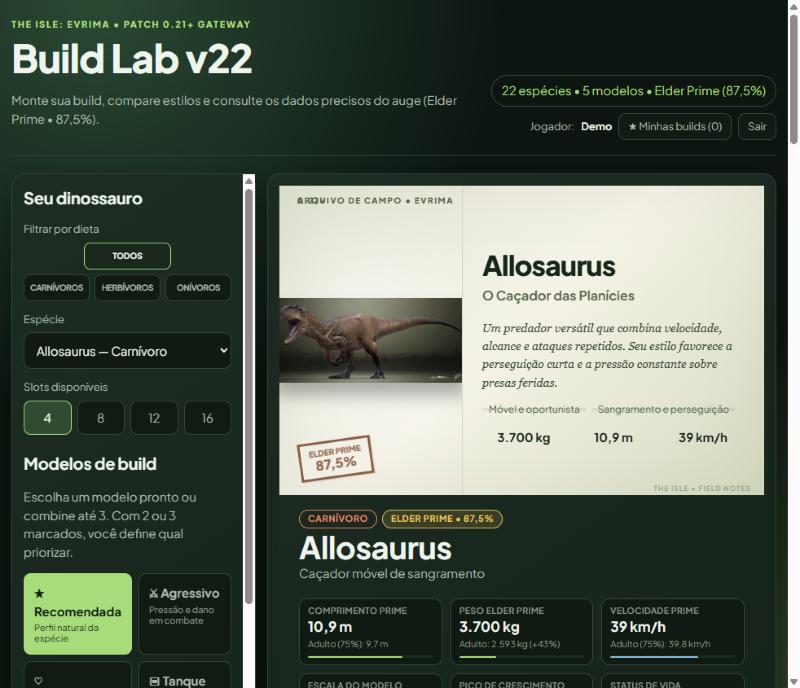 THE ISLE: EVRIMA • PATCH 0.21+ GATEWAY
Build Lab v22
Monte sua build, compare estilos e consulte os dados precisos do auge (Elder
Prime • 87,5%).
22 espécies • 5 modelos • Elder Prime (87,5%)
Jogador: Demo ★ Minhas builds (0) Sair
Seu dinossauro
Filtrar por dieta
TODOS
CARNÍVOROS HERBÍVOROS ONÍVOROS
Espécie
Allosaurus — Carnívoro
Slots disponíveis
4 8 12 16
Modelos de build
Escolha um modelo pronto ou
combine até 3. Com 2 ou 3
marcados, você define qual
priorizar.
★
Recomendada
Perfil natural da
espécie
⚔ Agressivo
Pressão e dano
em combate
♡
Tanque
ARQUIVO DE CAMPO • EVRIMA
ELDER PRIME
87,5%
Allosaurus
O Caçador das Planícies
Um predador versátil que combina velocidade,
alcance e ataques repetidos. Seu estilo favorece a
perseguição curta e a pressão constante sobre
presas feridas.
Móvel e oportunista Sangramento e perseguição
3.700 kg 10,9 m 39 km/h
THE ISLE • FIELD NOTES
CARNÍVORO ELDER PRIME • 87,5%
Allosaurus
Caçador móvel de sangramento
COMPRIMENTO PRIME
10,9 m
Adulto (75%): 9,7 m
PESO ELDER PRIME
3.700 kg
Adulto: 2.593 kg (+43%)
VELOCIDADE PRIME
39 km/h
Adulto (75%): 39,8 km/h
ESCALA DO MODELO PICO DE CRESCIMENTO STATUS DE VIDA